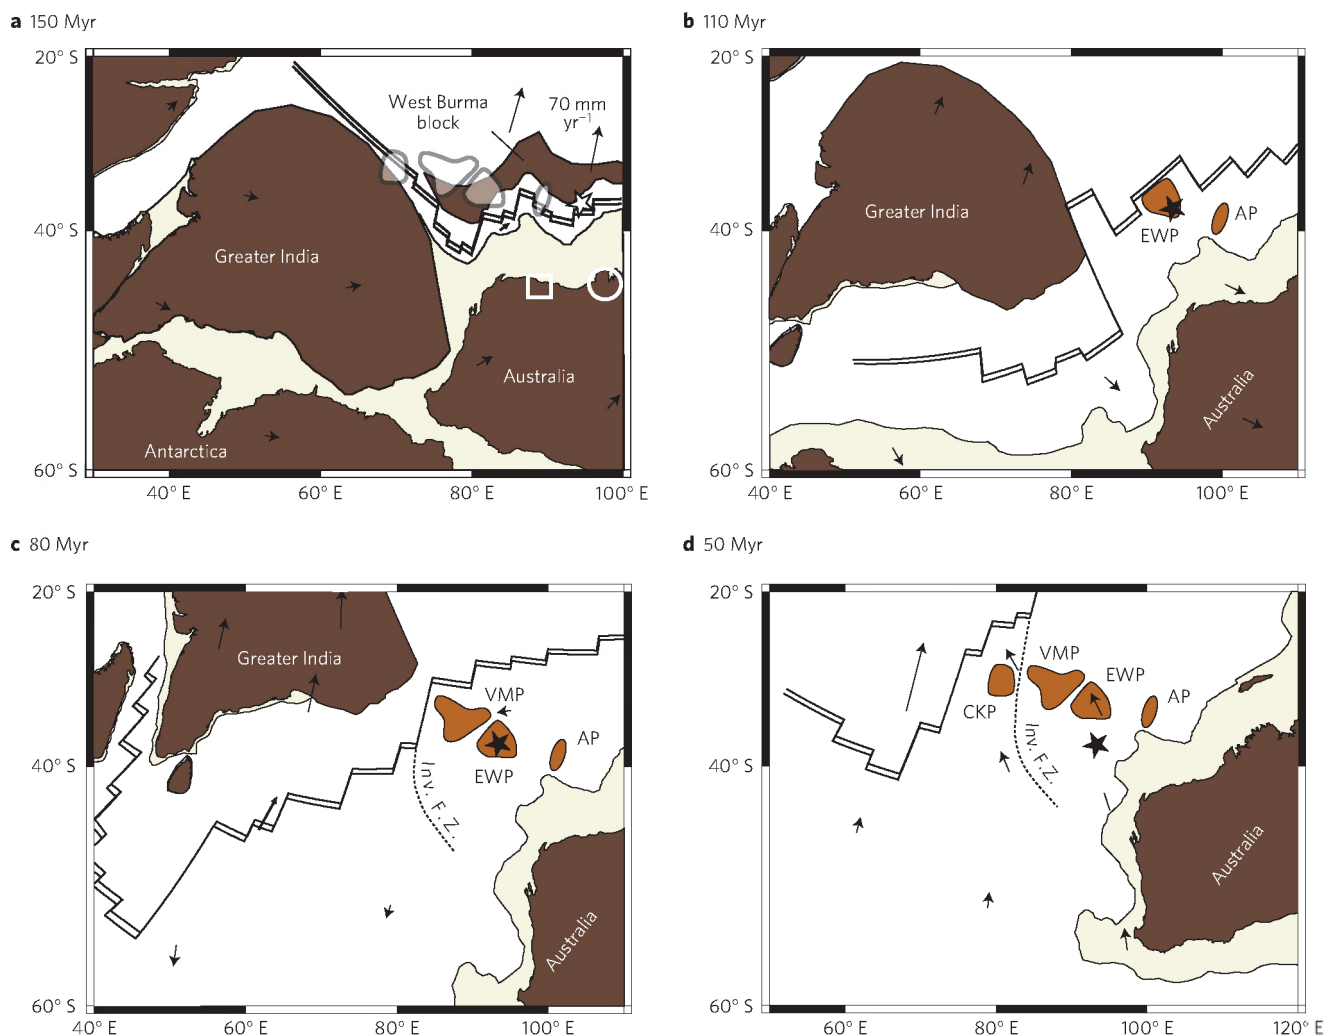 a 150 Myr
20° S
40° S
60° S
40° E
60° E
80° E
100° E
West Burma
block
70 mm
yr⁻¹
Greater India
Australia
Antarctica
b 110 Myr
20° S
40° S
60° S
40° E
60° E
80° E
100° E
Greater India
EWP
AP
Australia
c 80 Myr
20° S
40° S
60° S
40° E
60° E
80° E
100° E
Greater India
VMP
EWP
AP
Inv. F.Z.
Australia
d 50 Myr
20° S
40° S
60° S
60° E
80° E
100° E
120° E
VMP
EWP
AP
CKP
Inv. F.Z.
Australia